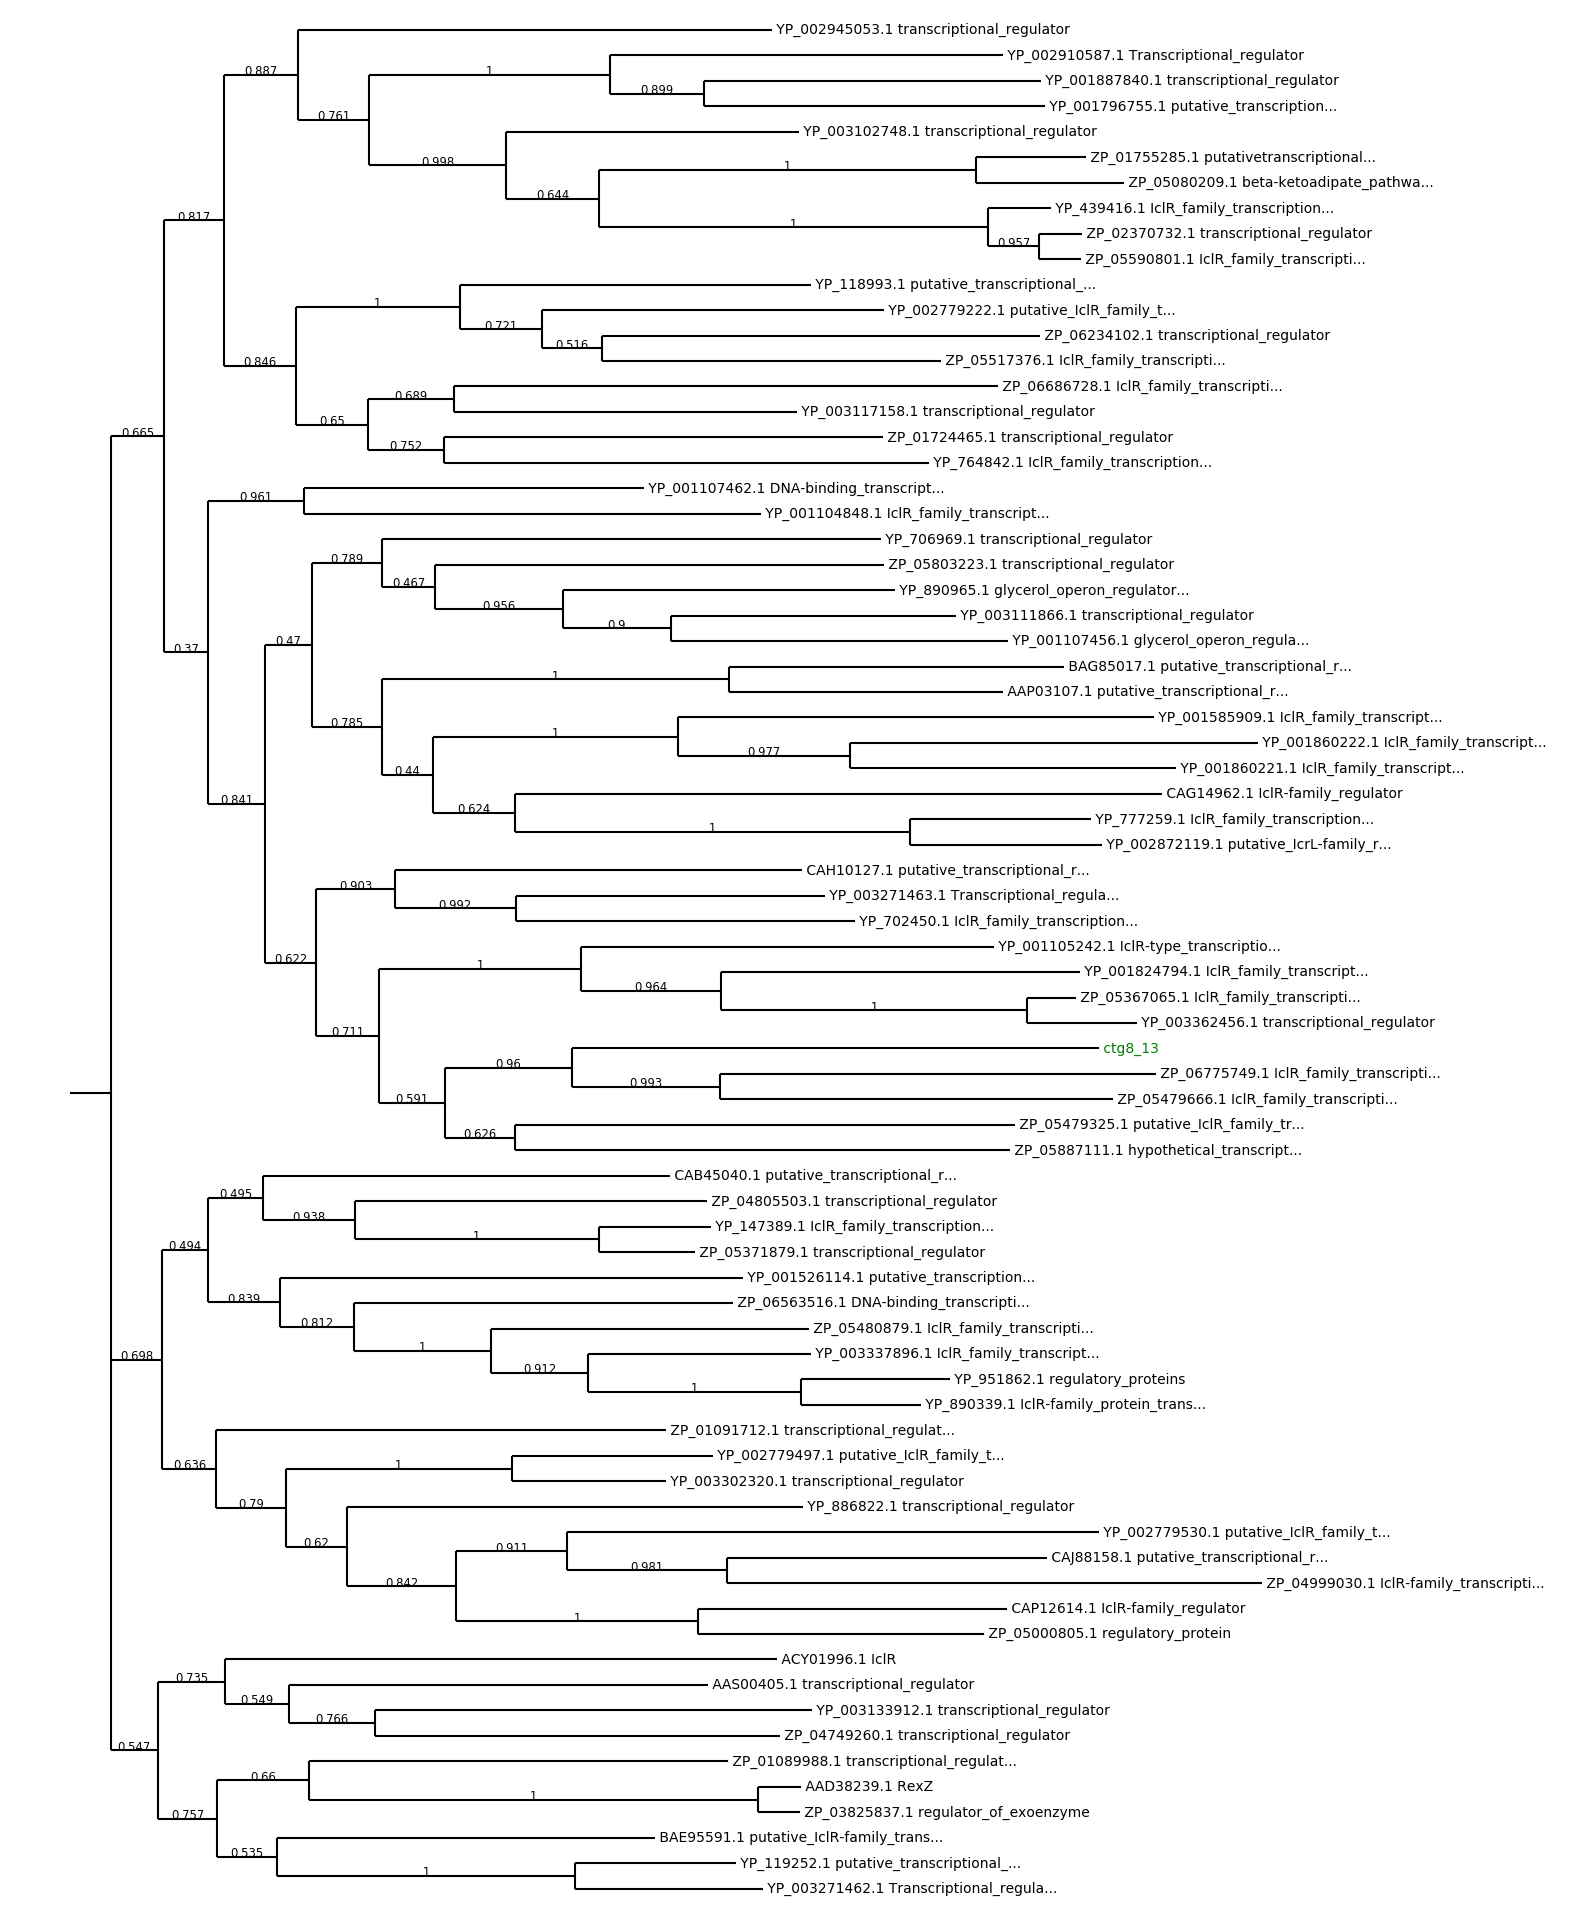 YP_002945053.1 transcriptional_regulator
YP_002910587.1 Transcriptional_regulator
0.887
1
YP_001887840.1 transcriptional_regulator
0.899
YP_001796755.1 putative_transcription...
0.761
YP_003102748.1 transcriptional_regulator
YP_01755285.1 putativetranscriptional...
0.998
1
ZP_05080209.1 beta-ketoadipate_pathwa...
0.644
YP_439416.1 IclR_family_transcription...
0.817
1
ZP_02370732.1 transcriptional_regulator
0.957
ZP_05590801.1 IclR_family_transcripti...
YP_118993.1 putative_transcriptional_...
1
YP_002779222.1 putative_IclR_family_t...
0.721
ZP_06234102.1 transcriptional_regulator
0.516
ZP_05517376.1 IclR_family_transcripti...
0.846
ZP_06686728.1 IclR_family_transcripti...
0.689
YP_003117158.1 transcriptional_regulator
0.65
0.665
ZP_01724465.1 transcriptional_regulator
0.752
YP_764842.1 IclR_family_transcription...
YP_001107462.1 DNA-binding_transcript...
0.961
YP_001104848.1 IclR_family_transcript...
YP_706969.1 transcriptional_regulator
0.789
ZP_05803223.1 transcriptional_regulator
0.467
YP_890965.1 glycerol_operon_regulator...
0.956
YP_003111866.1 transcriptional_regulator
0.9
YP_001107456.1 glycerol_operon_regula...
0.47
0.37
BAG85017.1 putative_transcriptional_r...
1
AAP03107.1 putative_transcriptional_r...
YP_001585909.1 IclR_family_transcript...
0.785
1
YP_001860222.1 IclR_family_transcript...
0.977
YP_001860221.1 IclR_family_transcript...
0.44
CAG14962.1 IclR-family_regulator
0.841
0.624
YP_777259.1 IclR_family_transcription...
1
YP_002872119.1 putative_IcrL-family_r...
CAH10127.1 putative_transcriptional_r...
0.903
YP_003271463.1 Transcriptional_regula...
0.992
YP_702450.1 IclR_family_transcription...
YP_001105242.1 IclR-type_transcriptio...
0.622
1
YP_001824794.1 IclR_family_transcript...
0.964
ZP_05367065.1 IclR_family_transcripti...
1
YP_003362456.1 transcriptional_regulator
0.711
ctg8_13
0.96
ZP_06775749.1 IclR_family_transcripti...
0.993
ZP_05479666.1 IclR_family_transcripti...
0.591
ZP_05479325.1 putative_IclR_family_tr...
0.626
ZP_05887111.1 hypothetical_transcript...
CAB45040.1 putative_transcriptional_r...
0.495
ZP_04805503.1 transcriptional_regulator
0.938
YP_147389.1 IclR_family_transcription...
1
ZP_05371879.1 transcriptional_regulator
0.494
YP_001526114.1 putative_transcription...
0.839
ZP_06563516.1 DNA-binding_transcripti...
0.812
ZP_05480879.1 IclR_family_transcripti...
1
YP_003337896.1 IclR_family_transcript...
0.698
0.912
YP_951862.1 regulatory_proteins
1
YP_890339.1 IclR-family_protein_trans...
ZP_01091712.1 transcriptional_regulat...
YP_002779497.1 putative_IclR_family_t...
0.636
1
YP_003302320.1 transcriptional_regulator
0.79
YP_886822.1 transcriptional_regulator
YP_002779530.1 putative_IclR_family_t...
0.62
0.911
CAJ88158.1 putative_transcriptional_r...
0.981
ZP_04999030.1 IclR-family_transcripti...
0.842
CAP12614.1 IclR-family_regulator
1
ZP_05000805.1 regulatory_protein
ACY01996.1 IclR
0.735
AAS00405.1 transcriptional_regulator
0.549
YP_003133912.1 transcriptional_regulator
0.766
ZP_04749260.1 transcriptional_regulator
0.547
ZP_01089988.1 transcriptional_regulat...
0.66
AAD38239.1 RexZ
1
ZP_03825837.1 regulator_of_exoenzyme
0.757
BAE95591.1 putative_IclR-family_trans...
0.535
YP_119252.1 putative_transcriptional_...
1
YP_003271462.1 Transcriptional_regula...